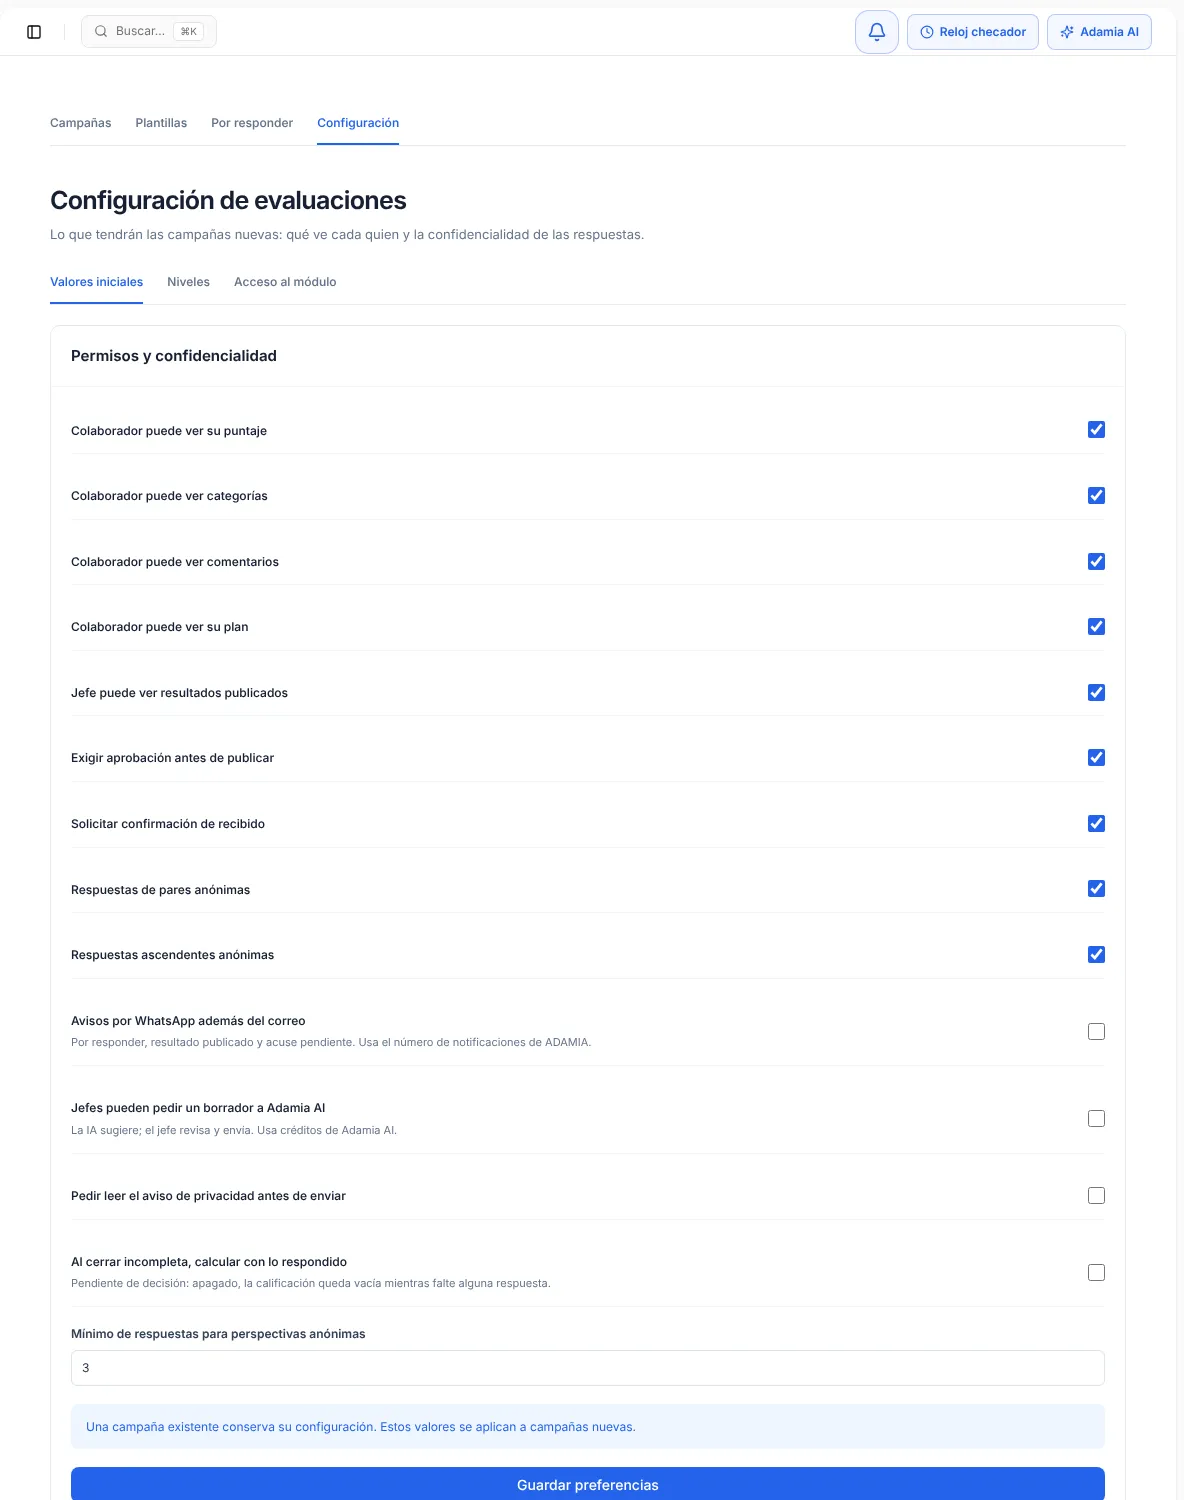 Buscar... ⌘K
Reloj checador
Adamia AI
Campañas Plantillas Por responder Configuración
Configuración de evaluaciones
Lo que tendrán las campañas nuevas: qué ve cada quien y la confidencialidad de las respuestas.
Valores iniciales Niveles Acceso al módulo
Permisos y confidencialidad
Colaborador puede ver su puntaje
Colaborador puede ver categorías
Colaborador puede ver comentarios
Colaborador puede ver su plan
Jefe puede ver resultados publicados
Exigir aprobación antes de publicar
Solicitar confirmación de recibido
Respuestas de pares anónimas
Respuestas ascendentes anónimas
Avisos por WhatsApp además del correo
Por responder, resultado publicado y acuse pendiente. Usa el número de notificaciones de ADAMIA.
Jefes pueden pedir un borrador a Adamia AI
La IA sugiere; el jefe revisa y envía. Usa créditos de Adamia AI.
Pedir leer el aviso de privacidad antes de enviar
Al cerrar incompleta, calcular con lo respondido
Pendiente de decisión: apagado, la calificación queda vacía mientras falte alguna respuesta.
Mínimo de respuestas para perspectivas anónimas
3
Una campaña existente conserva su configuración. Estos valores se aplican a campañas nuevas.
Guardar preferencias